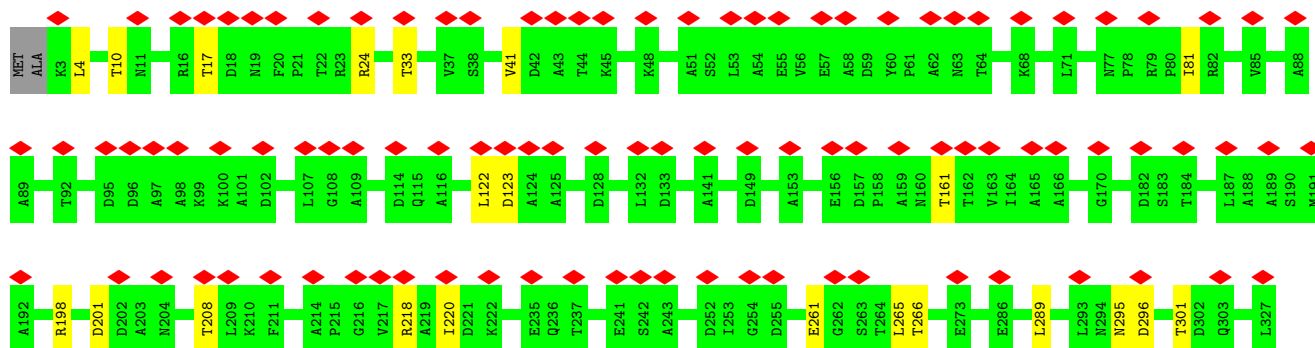 MET ALA K3 L4 T10 N11 R16 T17 D18 N19 F20 P21 T22 R23 R24 T33 V37 S38 V41 D42 A43 T44 K45 K48 A51 S52 L53 A54 E55 V56 E57 A58 D59 Y60 P61 A62 N63 T64 K68 L71 N77 P78 R79 P80 I81 R82 V85 A88
A89 T92 D95 D96 A97 A98 K99 K100 A101 D102 L107 G108 A109 D114 Q115 A116 L122 D123 A124 A125 D128 L132 D133 A141 D149 A153 E156 D157 P158 A159 N160 T161 T162 V163 I164 A165 A166 G170 D182 S183 T184 L187 A188 A189 S190 M191
A192 R198 D201 D202 A203 N204 T208 L209 K210 F211 A214 P215 G216 V217 R218 A219 I220 D221 K222 E235 Q236 T237 E241 S242 A243 D252 I253 G254 D255 E261 G262 S263 T264 L265 T266 E273 E286 L289 L293 N294 N295 D296 T301 D302 Q303 L327